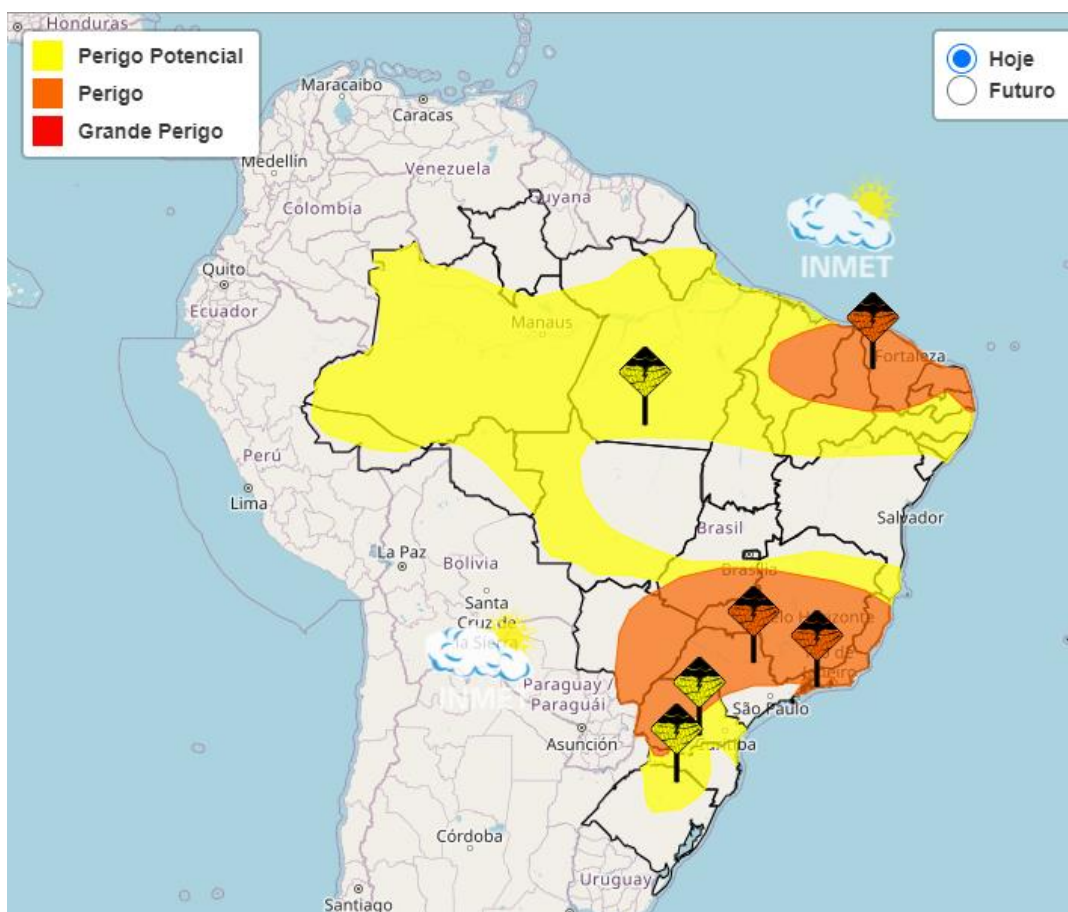 Honduras
Perigo Potencial
Perigo
Grande Perigo
Hoje
Futuro
Maracaibo
Caracas
Medellín
Venezuela
Guyana
Colombia
INMET
Quito
Ecuador
Manaus
Fortaleza
Perú
Lima
Salvador
Brasil
La Paz
Bolivia
Brasília
Santa
Cruz de
la Sierra
INMET
Paraguay /
Paraguái
São Paulo
Asunción
Curitiba
Córdoba
Uruguay
Santiago